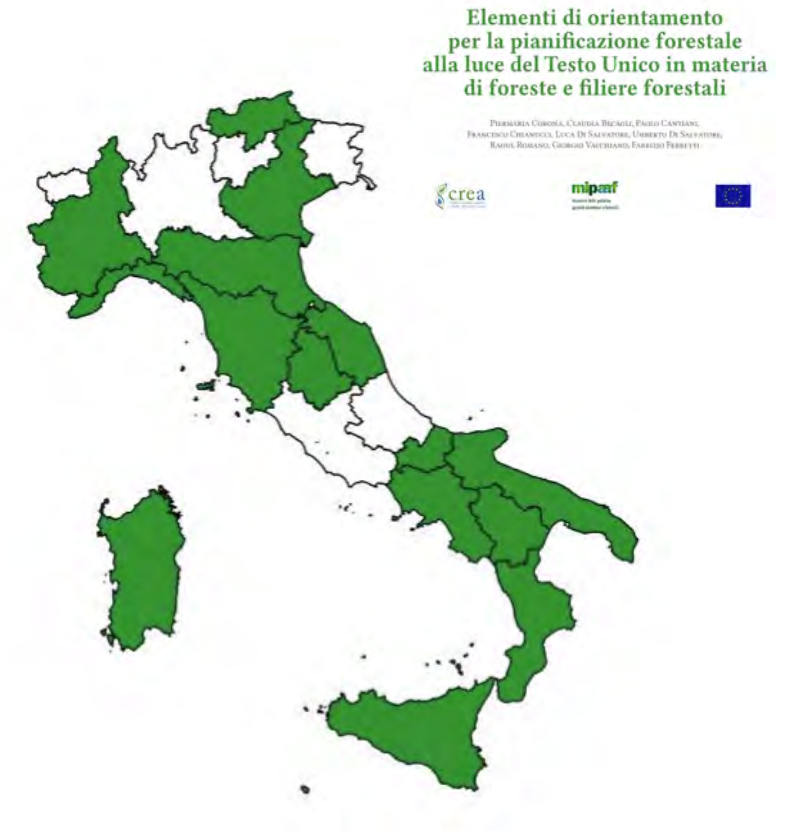 Elementi di orientamento
per la pianificazione forestale
alla luce del Testo Unico in materia
di foreste e filiere forestali
PIERMARIA CORONA, CLAUDIA BECAGLI, PAOLO CANTIANI,
FRANCESCO CHIANUCCI, LUCA DI SALVATORE, UMBERTO DI SALVATORE,
RAOUL ROMANO, GIORGIO VACCHIANO, FABRIZIO FERRETTI
crea
mipaaf